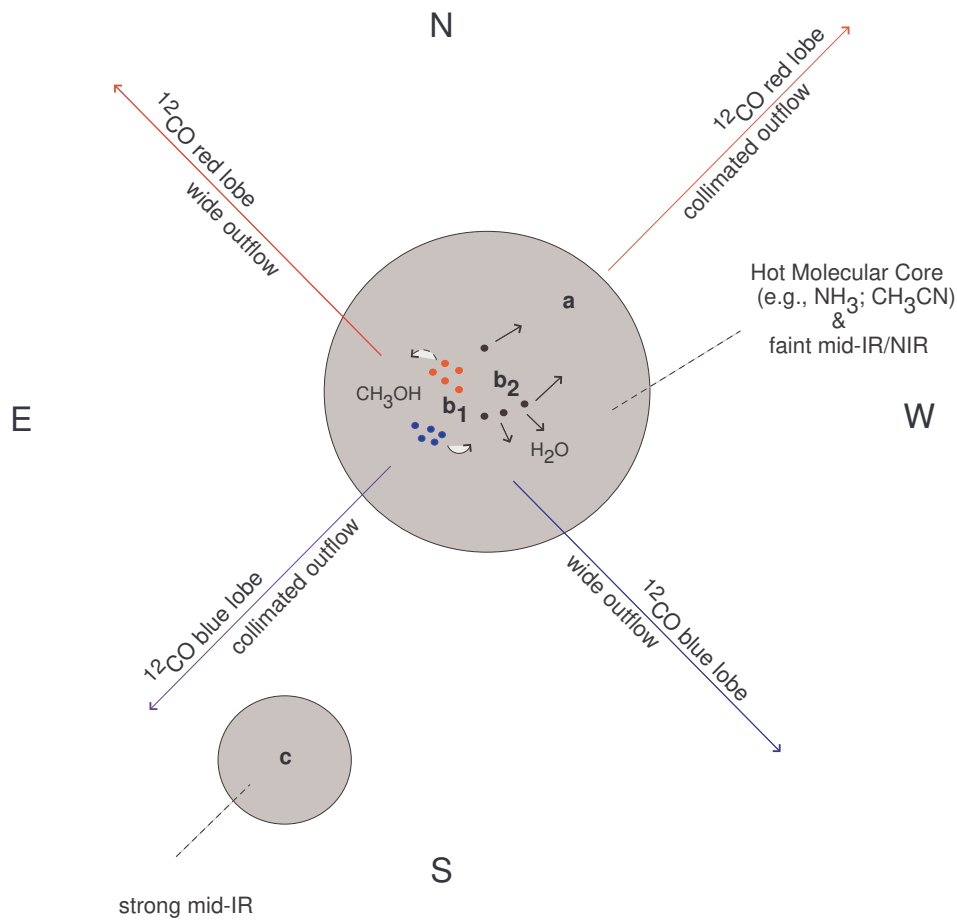 N
¹²CO red lobe
wide outflow
¹²CO red lobe
collimated outflow
Hot Molecular Core
(e.g., NH₃; CH₃CN)
&
faint mid-IR/NIR
a
b₂
CH₃OH
b₁
E
W
H₂O
¹²CO blue lobe
collimated outflow
wide outflow
¹²CO blue lobe
c
S
strong mid-IR